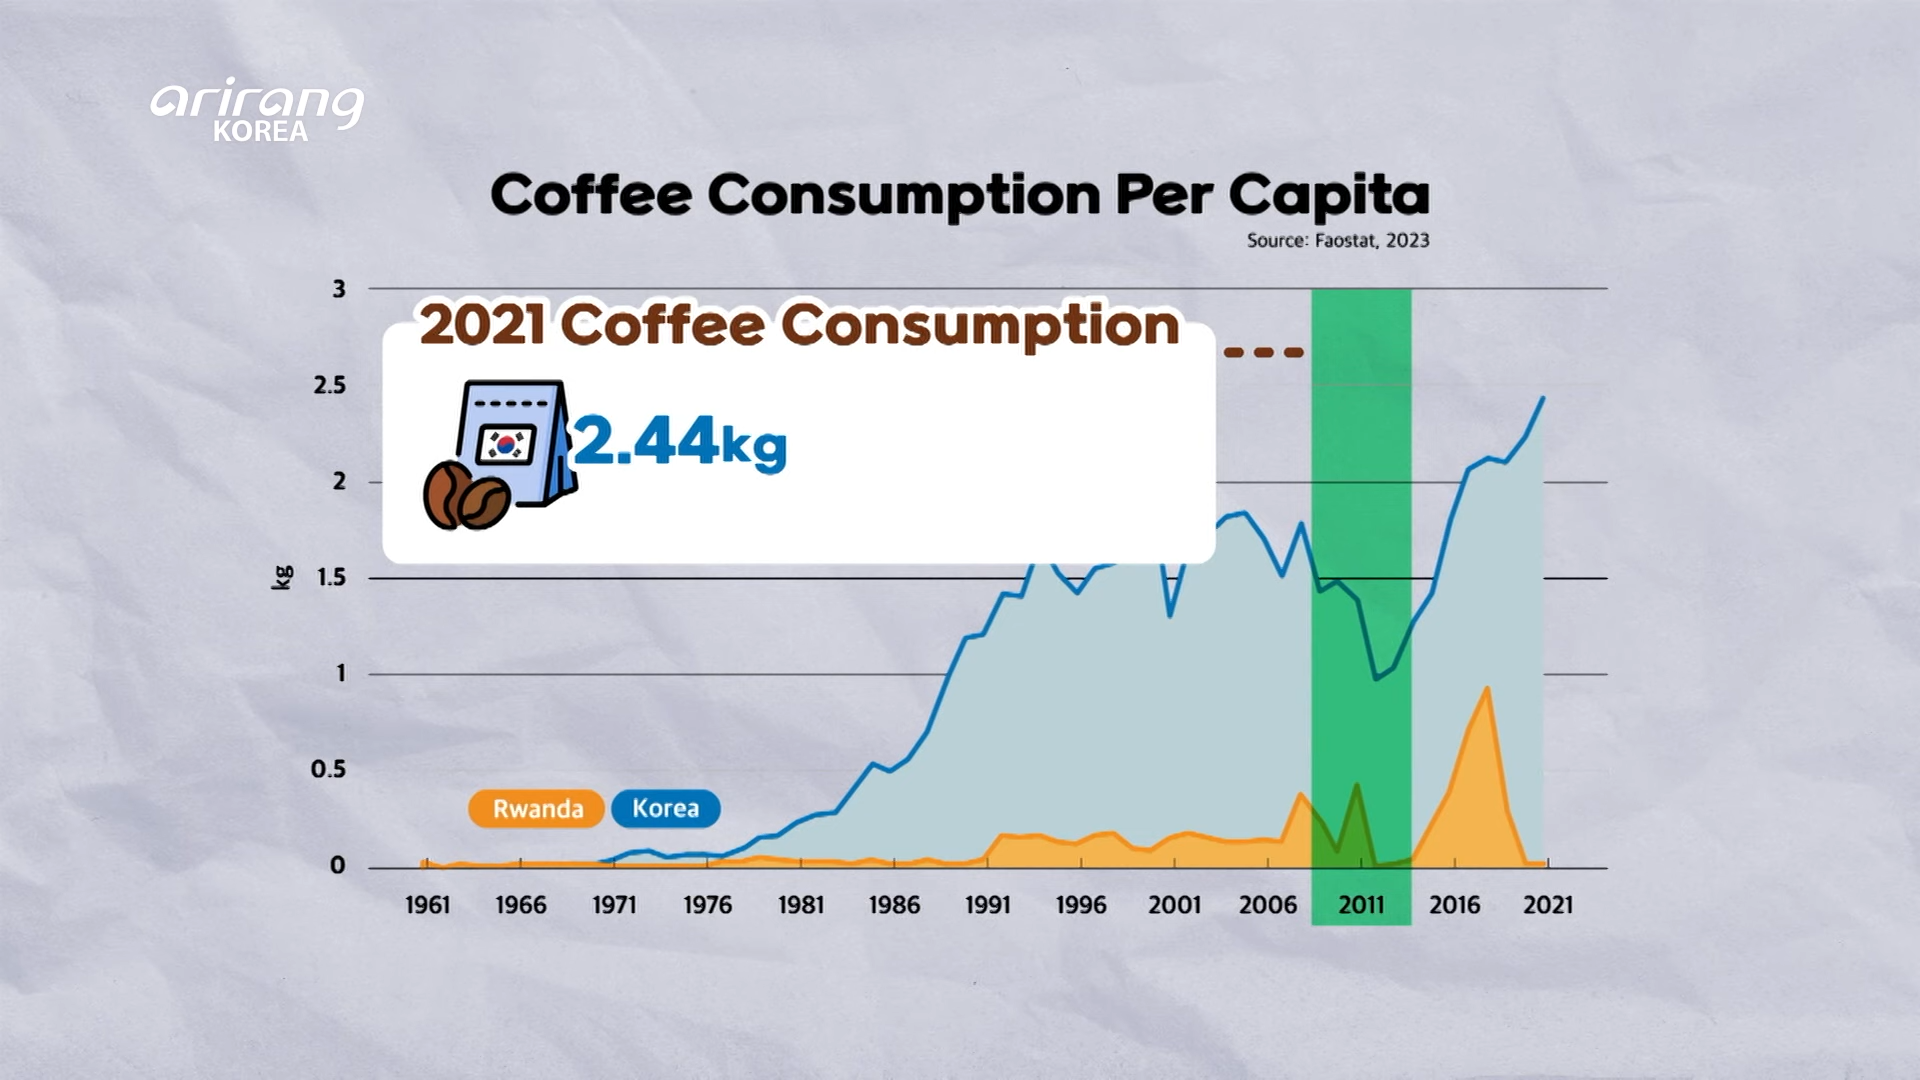 arirang
KOREA
Coffee Consumption Per Capita
Source: Faostat, 2023
2021 Coffee Consumption
2.44kg
kg
3
2.5
2
1.5
1
0.5
0
Rwanda Korea
1961 1966 1971 1976 1981 1986 1991 1996 2001 2006 2011 2016 2021